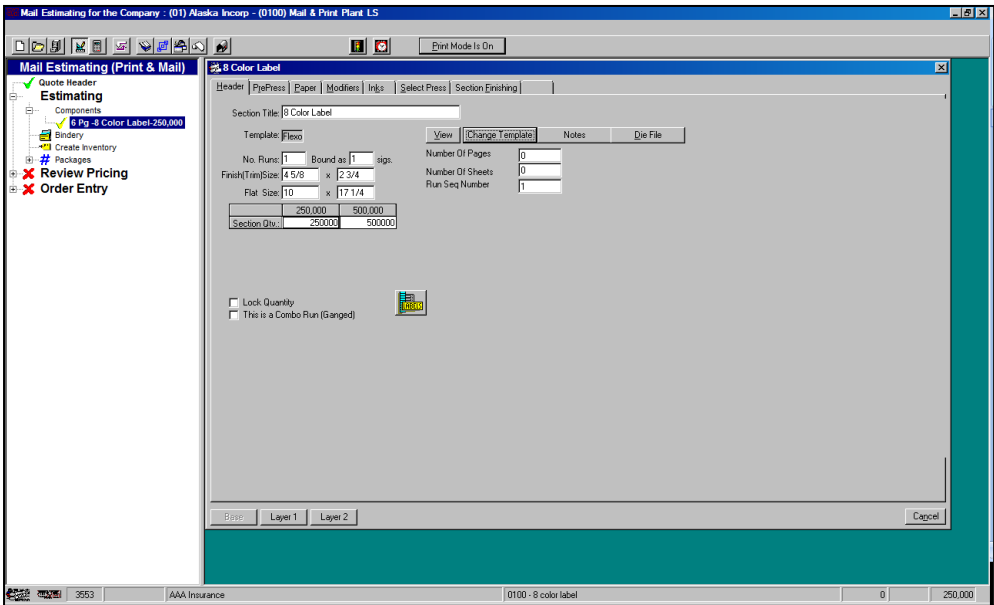 Mail Estimating for the Company : (01) Alaska Incorp - (0100) Mail & Print Plant LS
Print Mode Is On
Mail Estimating (Print & Mail)
Quote Header
Estimating
Components
6 Pg -8 Color Label-250,000
Bindery
Create Inventory
# Packages
Review Pricing
Order Entry
8 Color Label
Header PrePress Paper Modifiers Inks Select Press Section Finishing
Section Title: 8 Color Label
Template: Flexo View Change Template Notes Die File
No. Runs: 1 Bound as 1 sigs. Number Of Pages 0
Finish(Trim)Size: 4 5/8 x 2 3/4 Number Of Sheets 0
Flat Size: 10 x 17 1/4 Run Seq Number 1
250,000 500,000
Section Qty.: 250000 500000
Lock Quantity
This is a Combo Run (Ganged)
LABELS
Base Layer 1 Layer 2 Cancel
3553 AAA Insurance 0100 - 8 color label 0 250,000